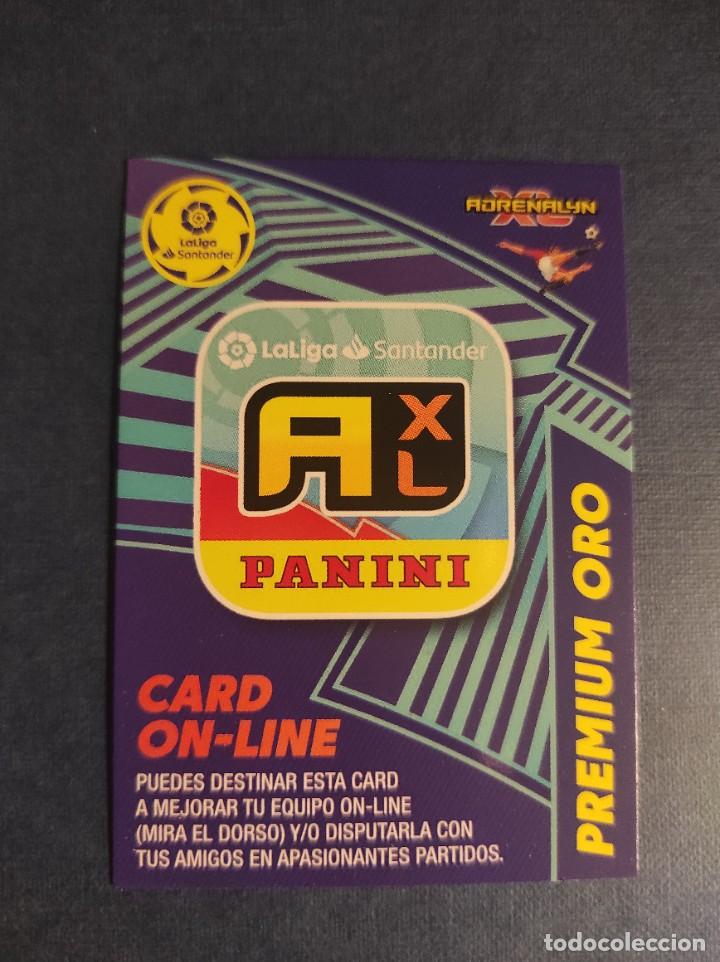 LaLiga
Santander
ADRENALYN
XL
LaLiga Santander
A XL
PANINI
PREMIUM ORO
CARD
ON-LINE
PUEDES DESTINAR ESTA CARD
A MEJORAR TU EQUIPO ON-LINE
(MIRA EL DORSO) Y/O DISPUTARLA CON
TUS AMIGOS EN APASIONANTES PARTIDOS.
todocoleccion